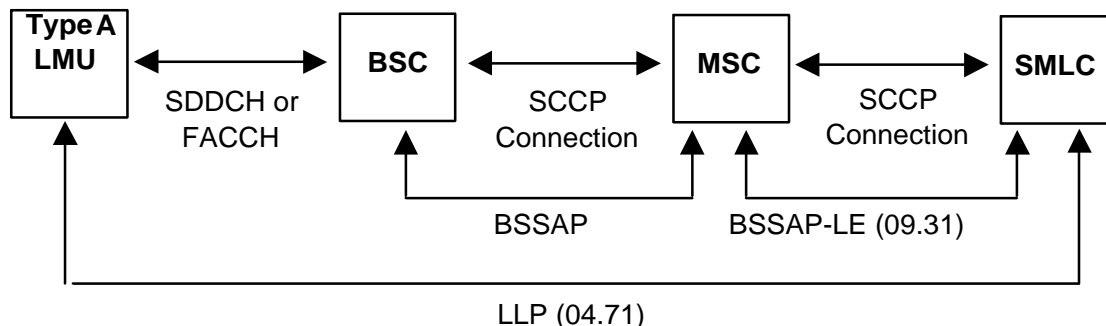 Type A
LMU
BSC
MSC
SMLC
SDDCH or
FACCH
SCCP
Connection
SCCP
Connection
BSSAP
BSSAP-LE (09.31)
LLP (04.71)